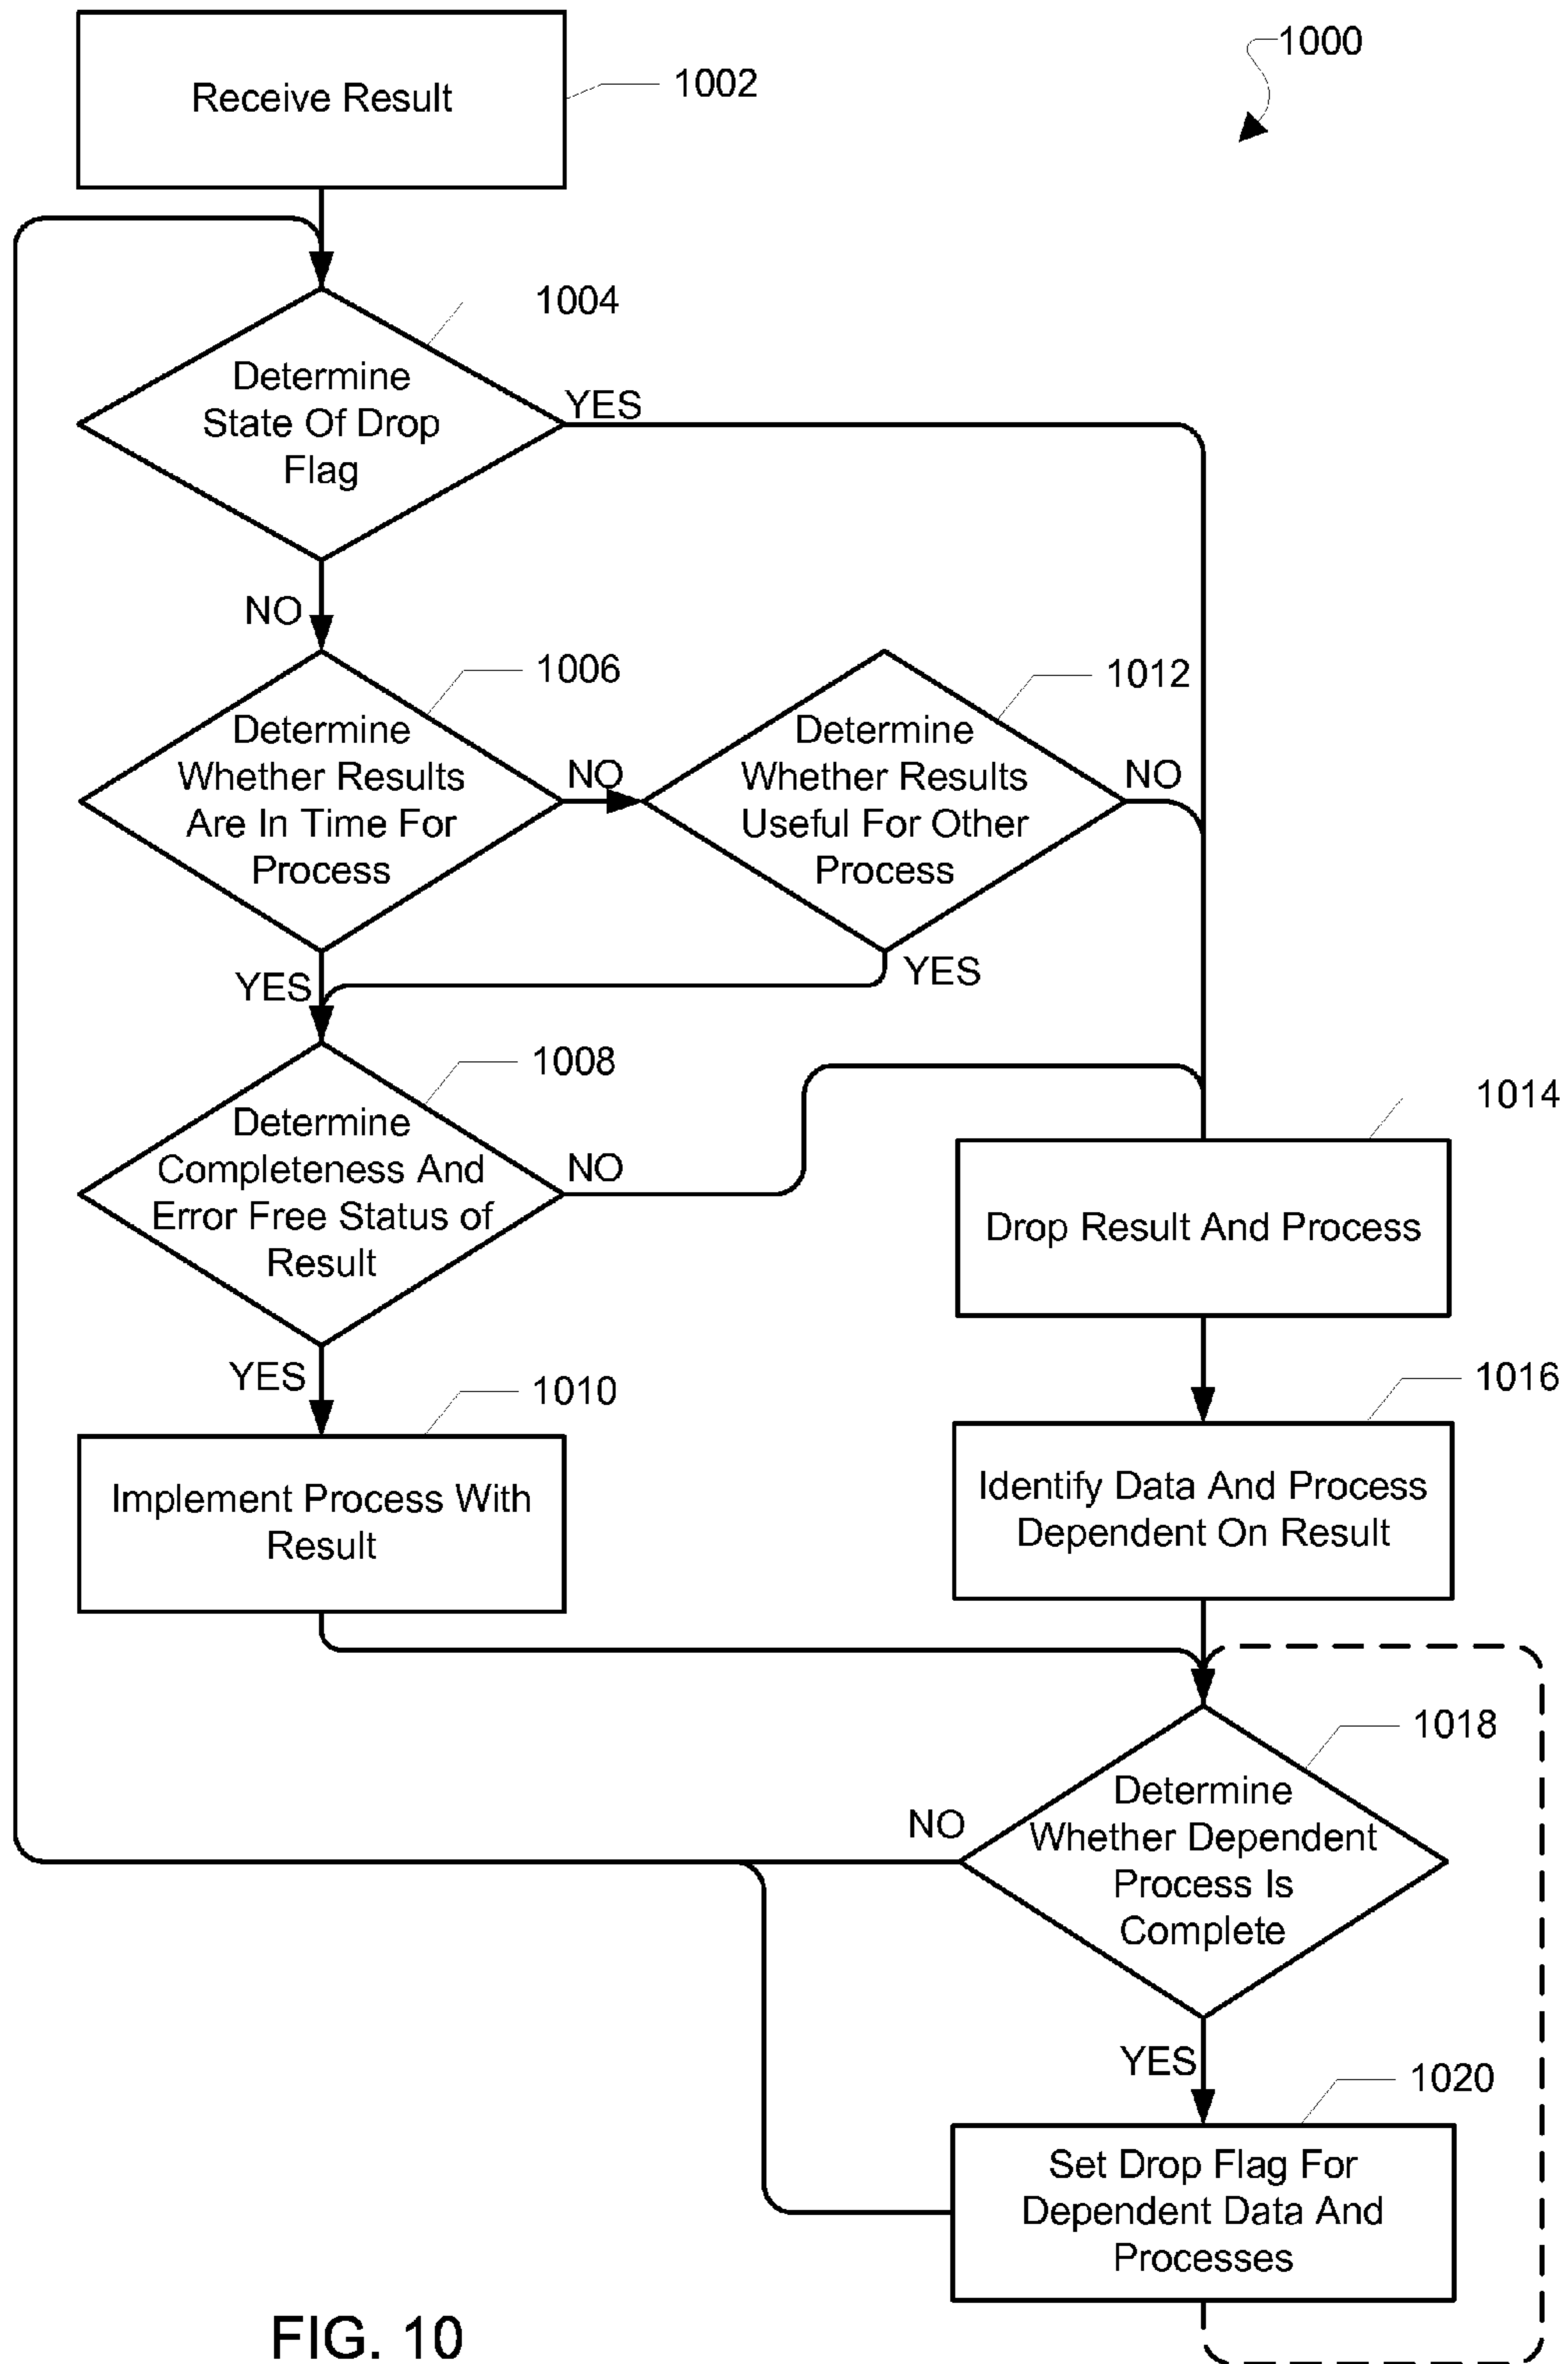 1000
Receive Result
1002
1004
Determine
State Of Drop
Flag
YES
NO
1006
Determine
Whether Results
Are In Time For
Process
NO
YES
1012
Determine
Whether Results
Useful For Other
Process
NO
YES
1008
Determine
Completeness And
Error Free Status of
Result
NO
YES
1014
Drop Result And Process
1010
Implement Process With
Result
1016
Identify Data And Process
Dependent On Result
1018
Determine
Whether Dependent
Process Is
Complete
NO
YES
1020
Set Drop Flag For
Dependent Data And
Processes
FIG. 10